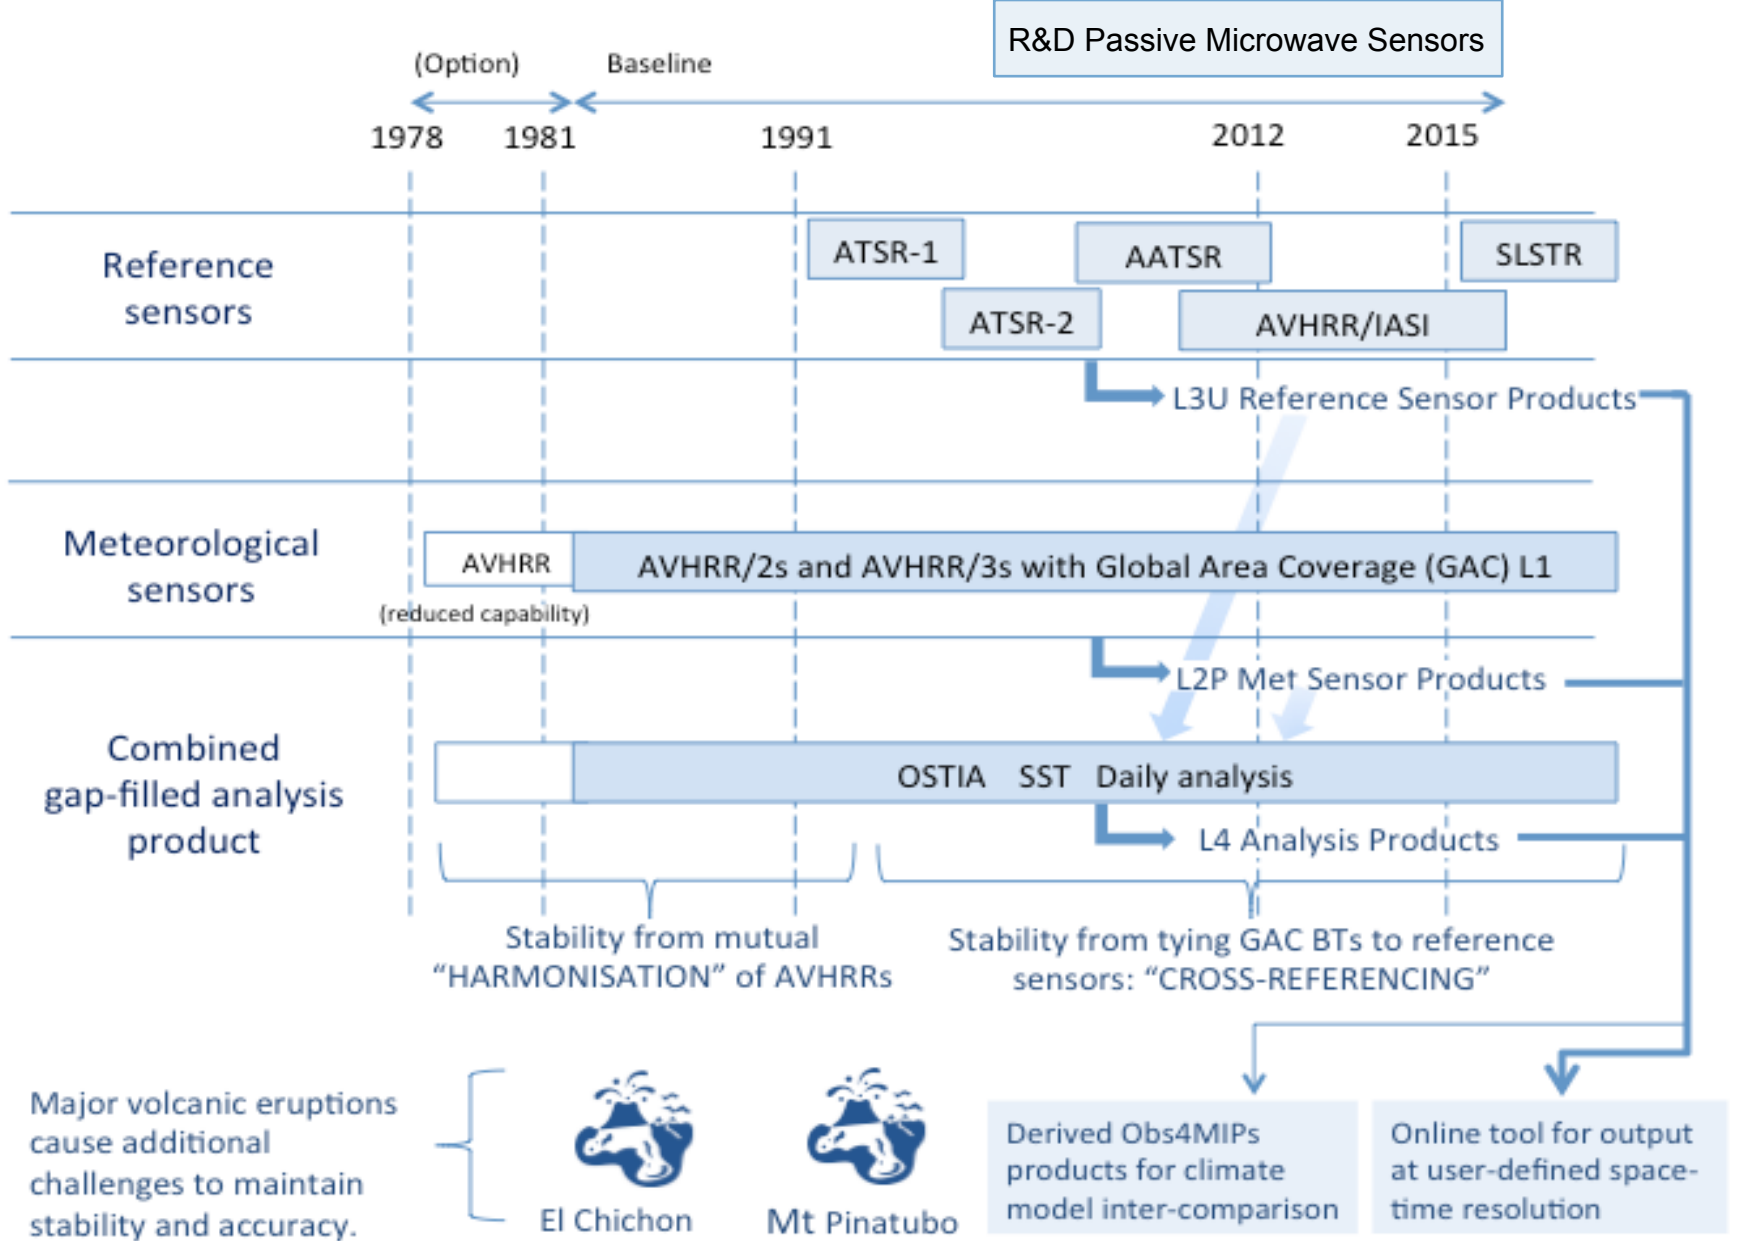 R&D Passive Microwave Sensors
(Option)
Baseline
1978
1981
1991
2012
2015
Reference
sensors
ATSR-1
AATSR
SLSTR
ATSR-2
AVHRR/IASI
L3U Reference Sensor Products
Meteorological
sensors
AVHRR
(reduced capability)
AVHRR/2s and AVHRR/3s with Global Area Coverage (GAC) L1
L2P Met Sensor Products
Combined
gap-filled analysis
product
OSTIA SST Daily analysis
L4 Analysis Products
Stability from mutual
“HARMONISATION” of AVHRRs
Stability from tying GAC BTs to reference
sensors: “CROSS-REFERENCING”
Major volcanic eruptions
cause additional
challenges to maintain
stability and accuracy.
El Chichon
Mt Pinatubo
Derived Obs4MIPs
products for climate
model inter-comparison
Online tool for output
at user-defined space-
time resolution